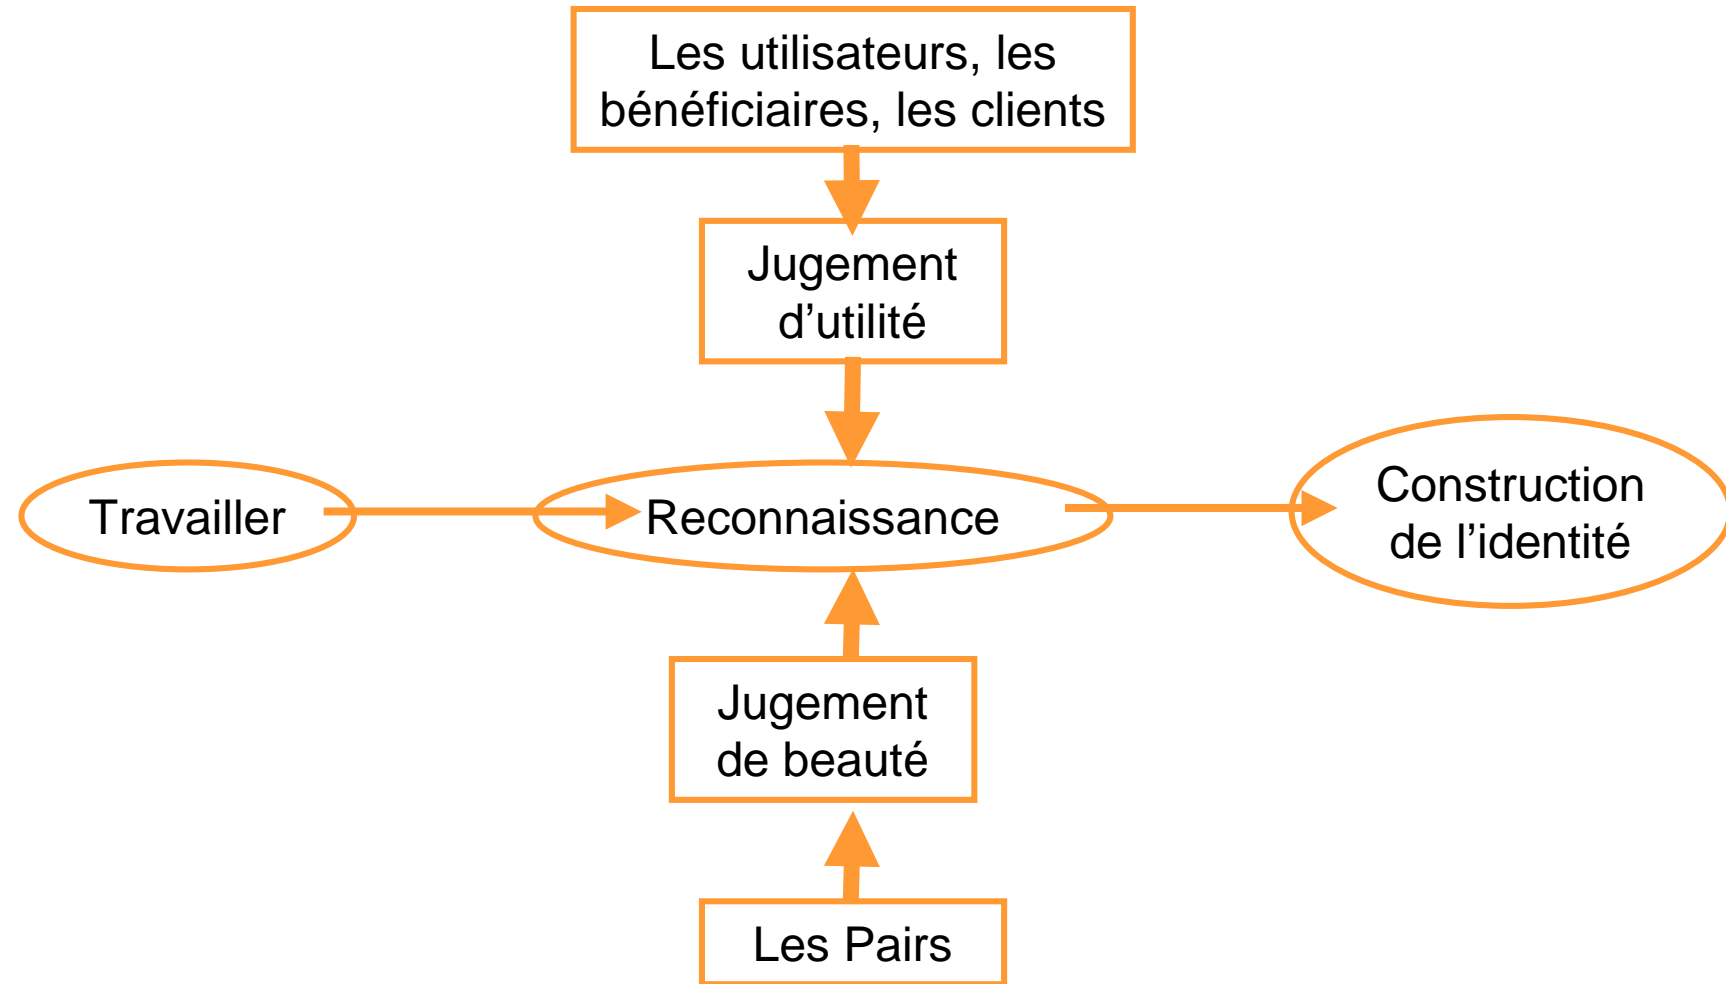 Les utilisateurs, les
bénéficiaires, les clients
Jugement
d’utilité
Travailler
Reconnaissance
Construction
de l’identité
Jugement
de beauté
Les Pairs